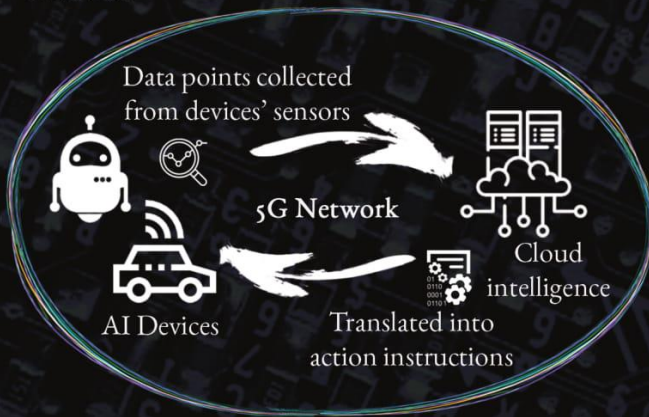 Data points collected
from devices’ sensors
5G Network
Cloud
intelligence
AI Devices
Translated into
action instructions